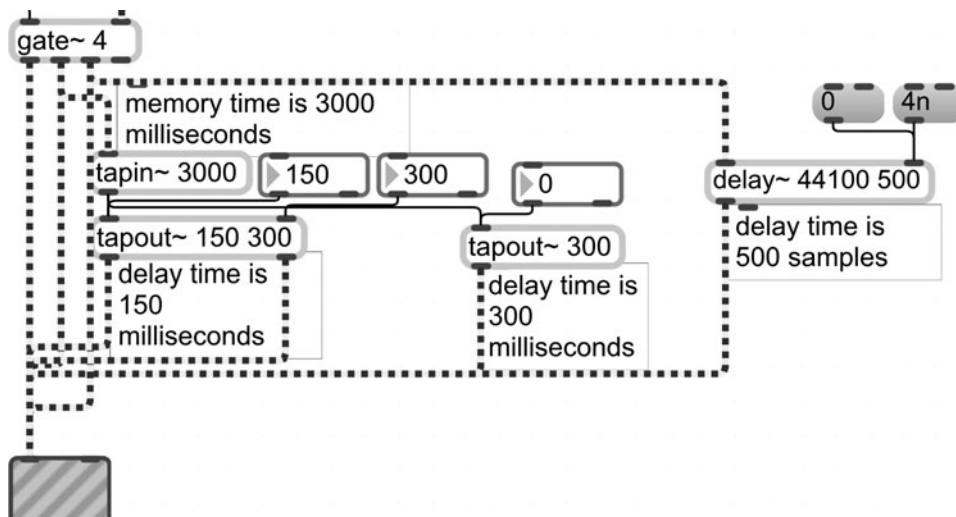 gate~ 4
memory time is 3000
milliseconds
0
4n
tapin~ 3000
150
300
0
delay~ 44100 500
tapout~ 150 300
tapout~ 300
delay time is
500 samples
delay time is
150
milliseconds
delay time is
300
milliseconds